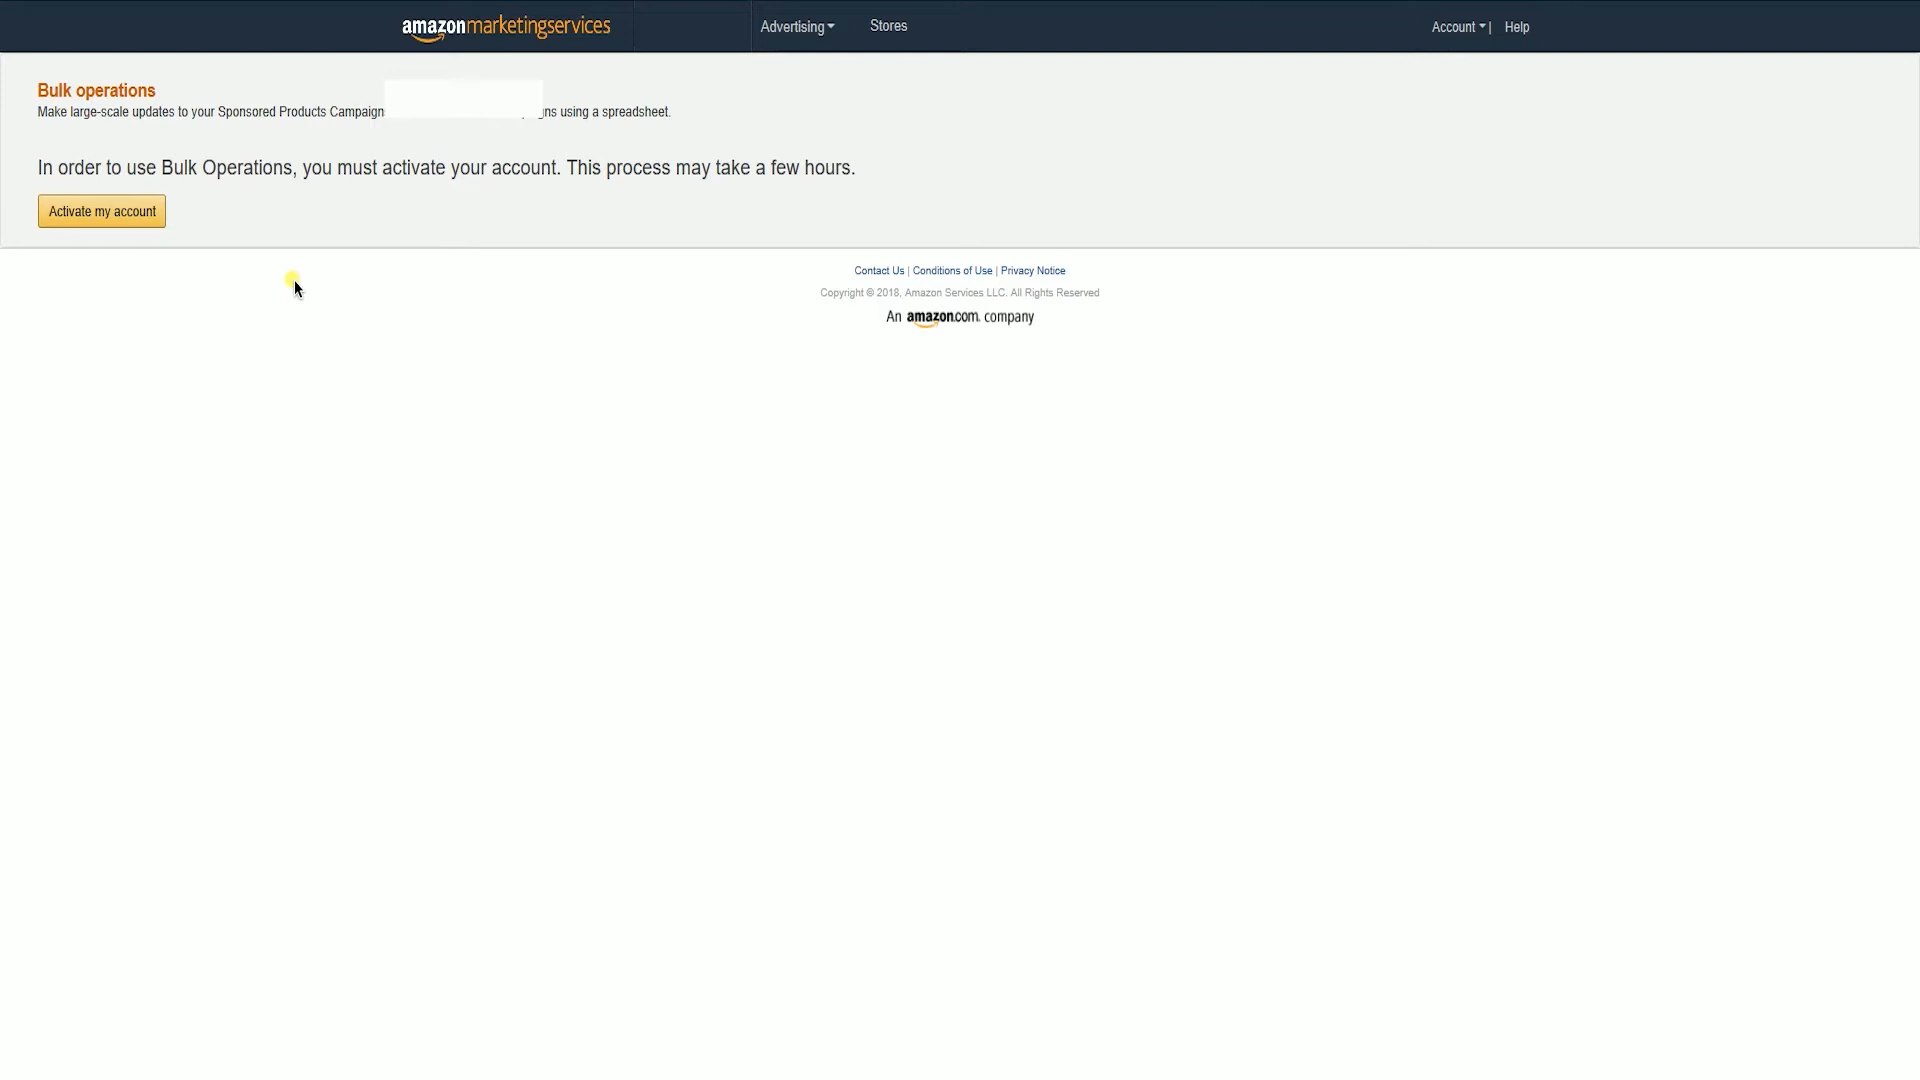 amazonmarketingservices
Advertising
Stores
Account |
Help
Bulk operations
Make large-scale updates to your Sponsored Products Campaign ns using a spreadsheet.
In order to use Bulk Operations, you must activate your account. This process may take a few hours.
Activate my account
Contact Us | Conditions of Use | Privacy Notice
Copyright © 2018, Amazon Services LLC. All Rights Reserved
An amazon.com. company